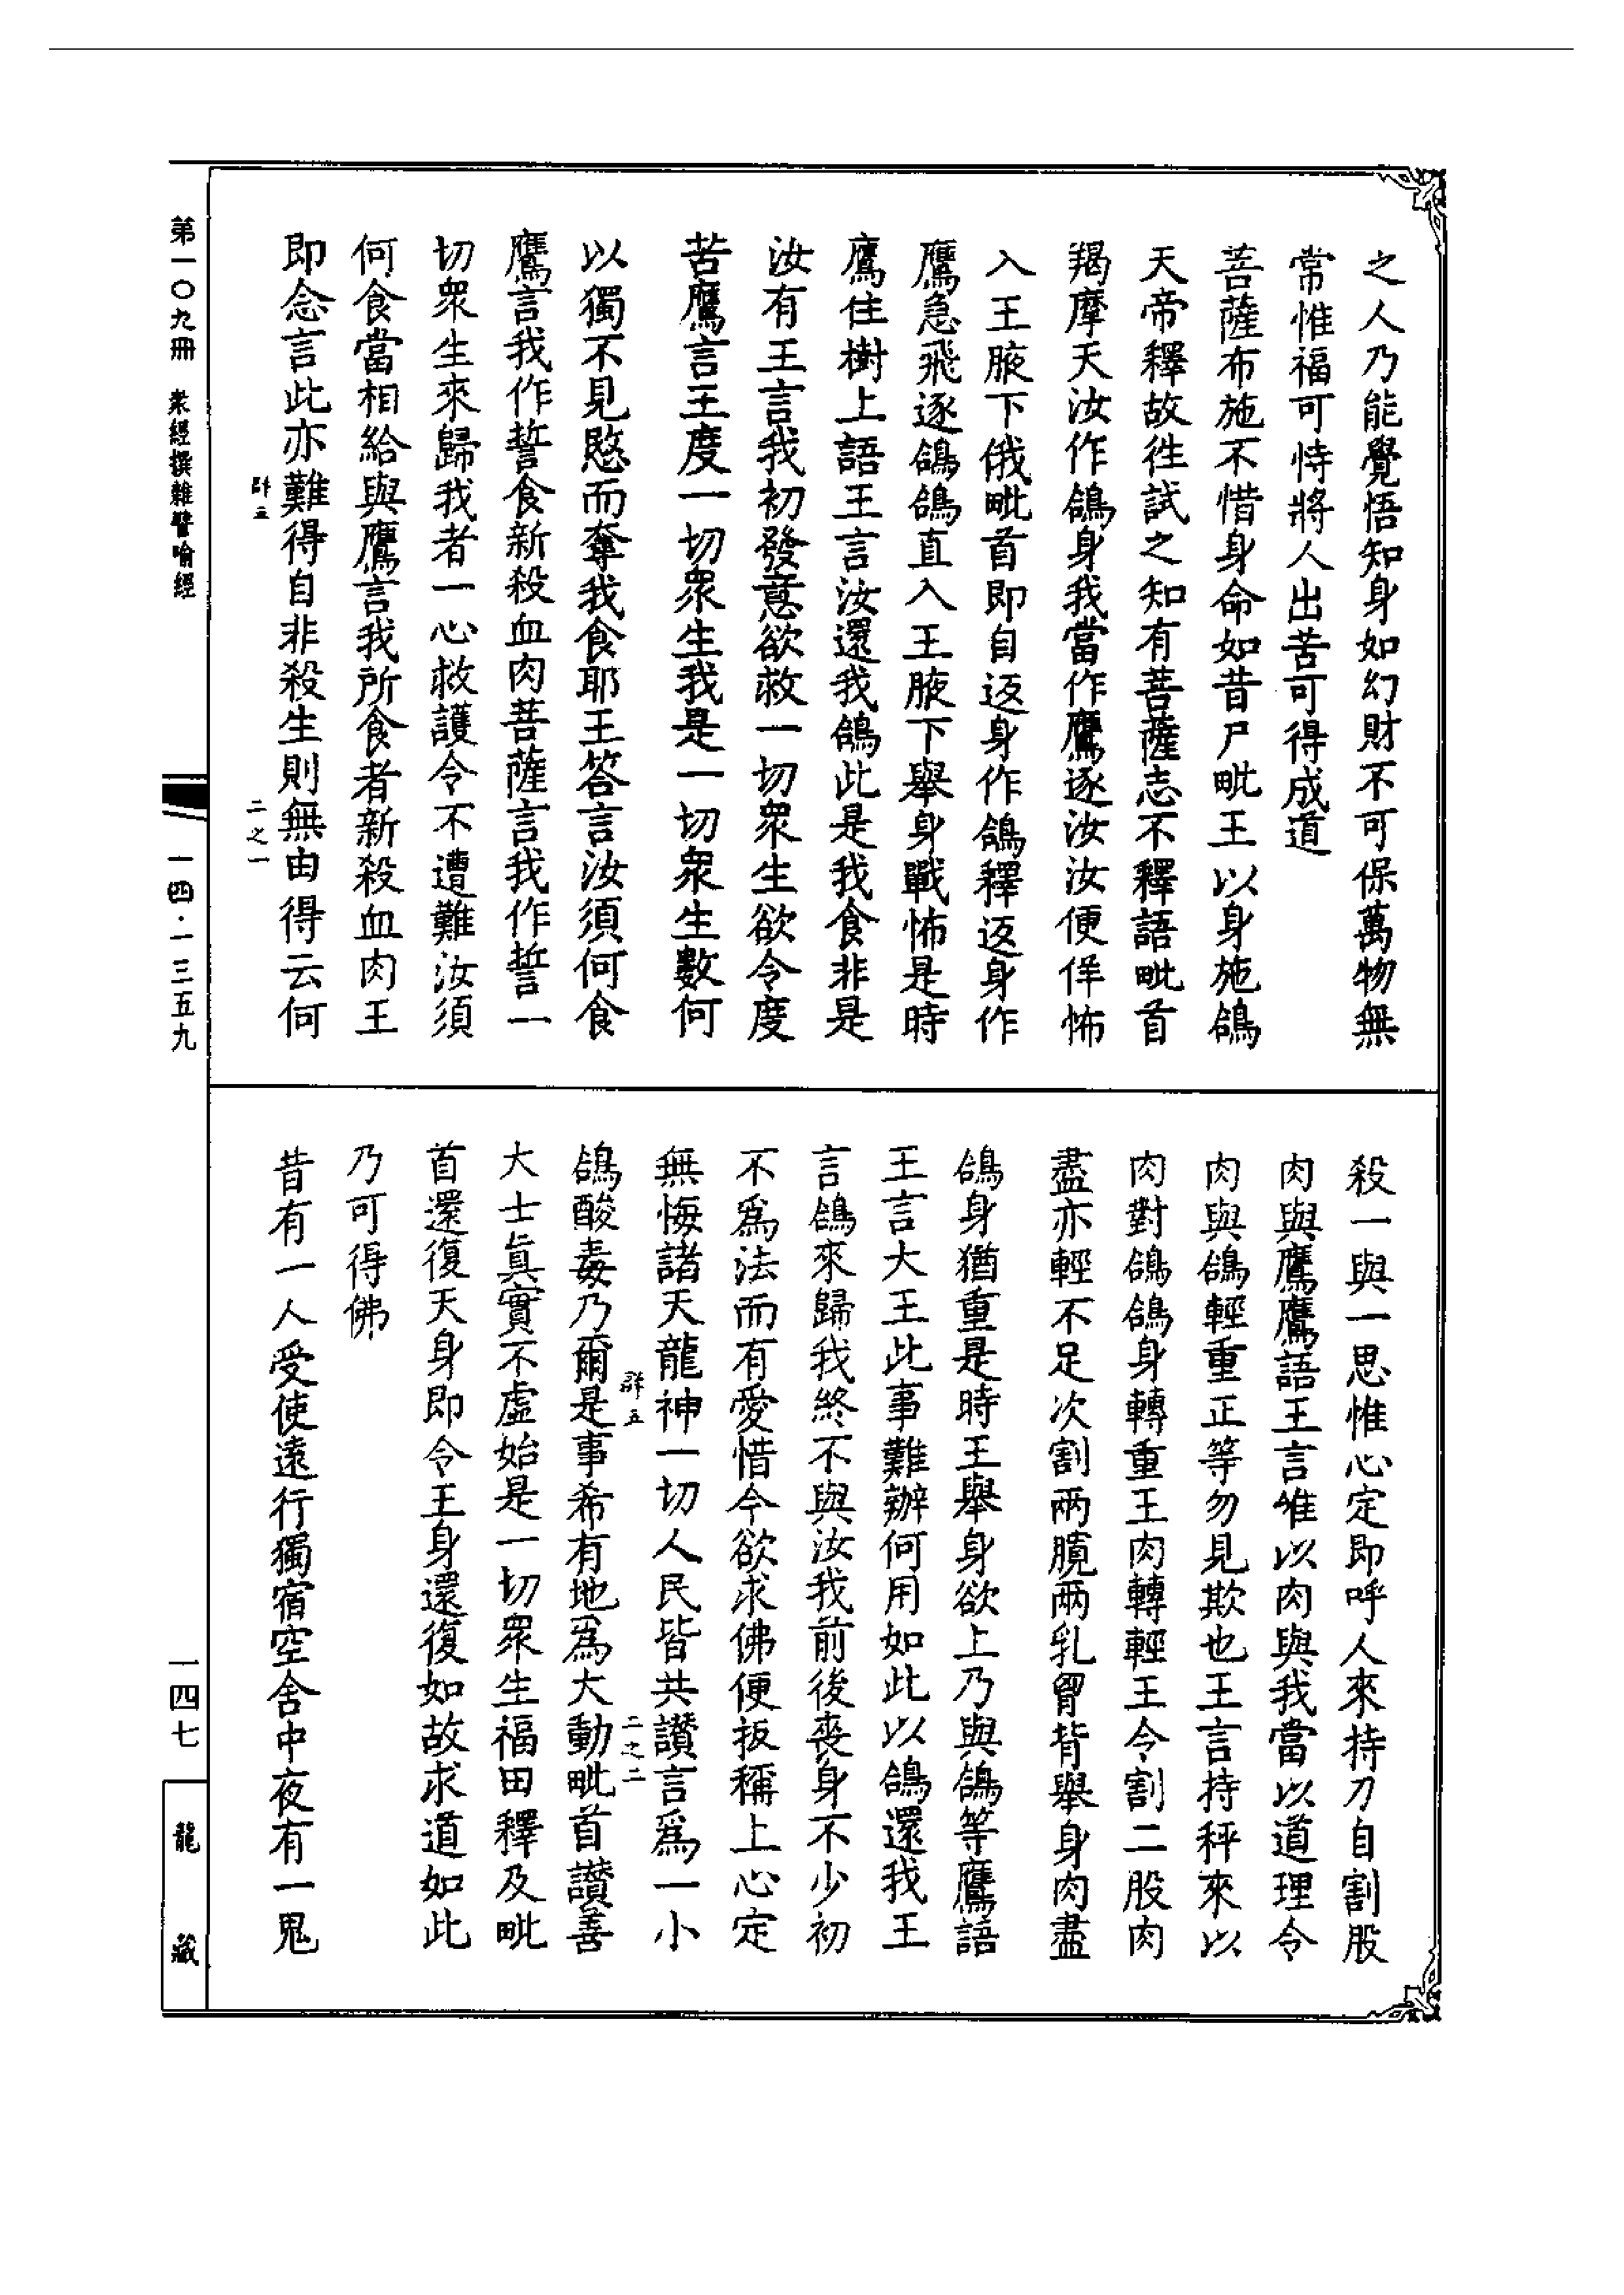 之人乃能覺悟知身如幻財不可保萬物無
常惟福可恃將人出苦可得成道
菩薩布施不惜身命如昔尸毗王以身施鴿
天帝釋故徃試之知有菩薩志不釋語毗首
羯摩天汝作鴿身我當作鷹逐汝汝便佯怖
入王腋下俄毗首即自返身作鴿釋返身作
鷹急飛逐鴿鴿直入王腋下舉身戰怖是時
鷹住樹上語王言汝還我鴿此是我食非是
汝有王言我初發意欲救一切眾生欲令度
苦鷹言王度一切眾生我是一切眾生數何
以獨不見愍而奪我食耶王答言汝須何食
鷹言我作誓食新殺血肉菩薩言我作誓一
切眾生來歸我者一心救護令不遭難汝須
何食當相給與鷹言我所食者新殺血肉王
即念言此亦難得自非殺生則無由得云何
群五
二之一
殺一與一思惟心定即呼人來持刀自割股
肉與鷹鷹語王言唯以肉與我當以道理令
肉與鴿輕重正等勿見欺也王言持秤來以
肉對鴿鴿身轉重王肉轉輕王令割二股肉
盡亦輕不足次割兩臗兩乳胷背舉身肉盡
鴿身猶重是時王舉身欲上乃與鴿等鷹語
王言大王此事難辦何用如此以鴿還我王
言鴿來歸我終不與汝我前後喪身不少初
不為法而有愛惜今欲求佛便扳稱上心定
無悔諸天龍神一切人民皆共讚言為一小
鴿酸毒乃爾是事希有地為大動毗首讚善
群五
二之二
大士眞實不虛始是一切眾生福田釋及毗
首還復天身即令王身還復如故求道如此
乃可得佛
昔有一人受使遠行獨宿空舍中夜有一鬼
第一〇九冊 衆經撰雜譬喻經
一四·一三五九
一四七
龍藏